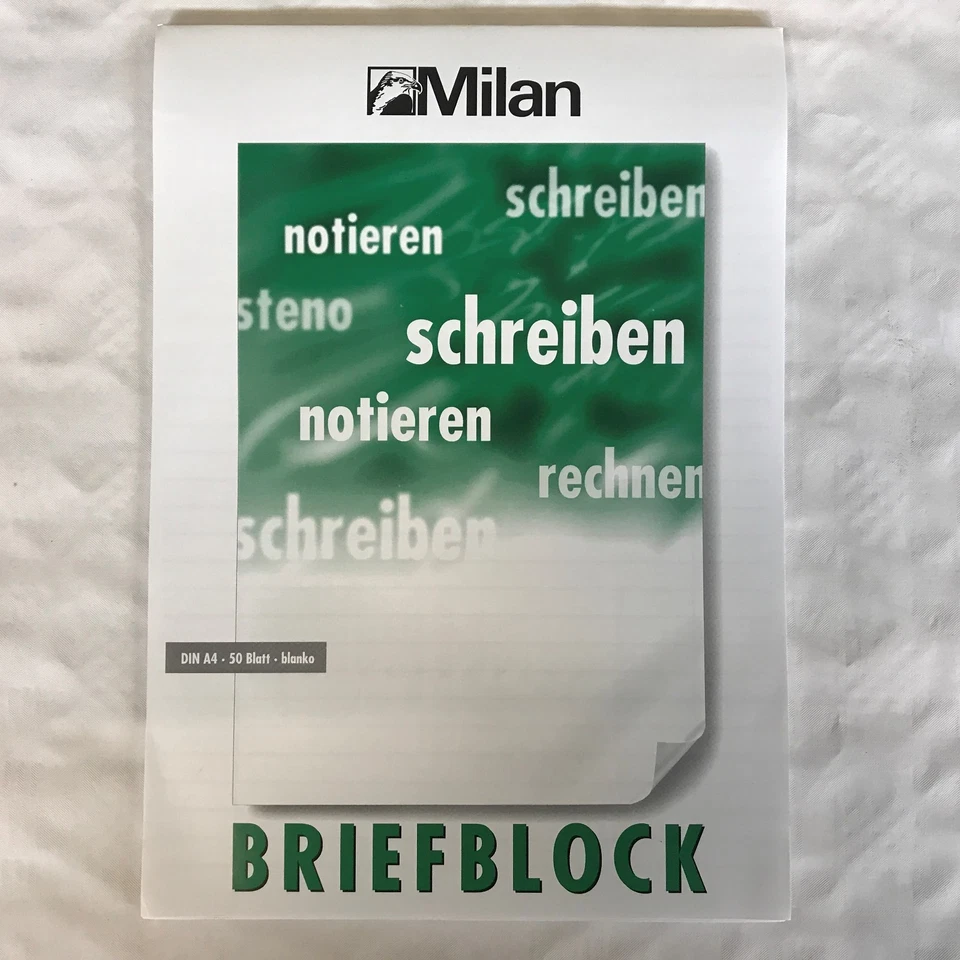 Milan
schreiben
notieren
steno
schreiben
notieren
rechnen
schreiben
DIN A4 · 50 Blatt · blanko
BRIEFBLOCK